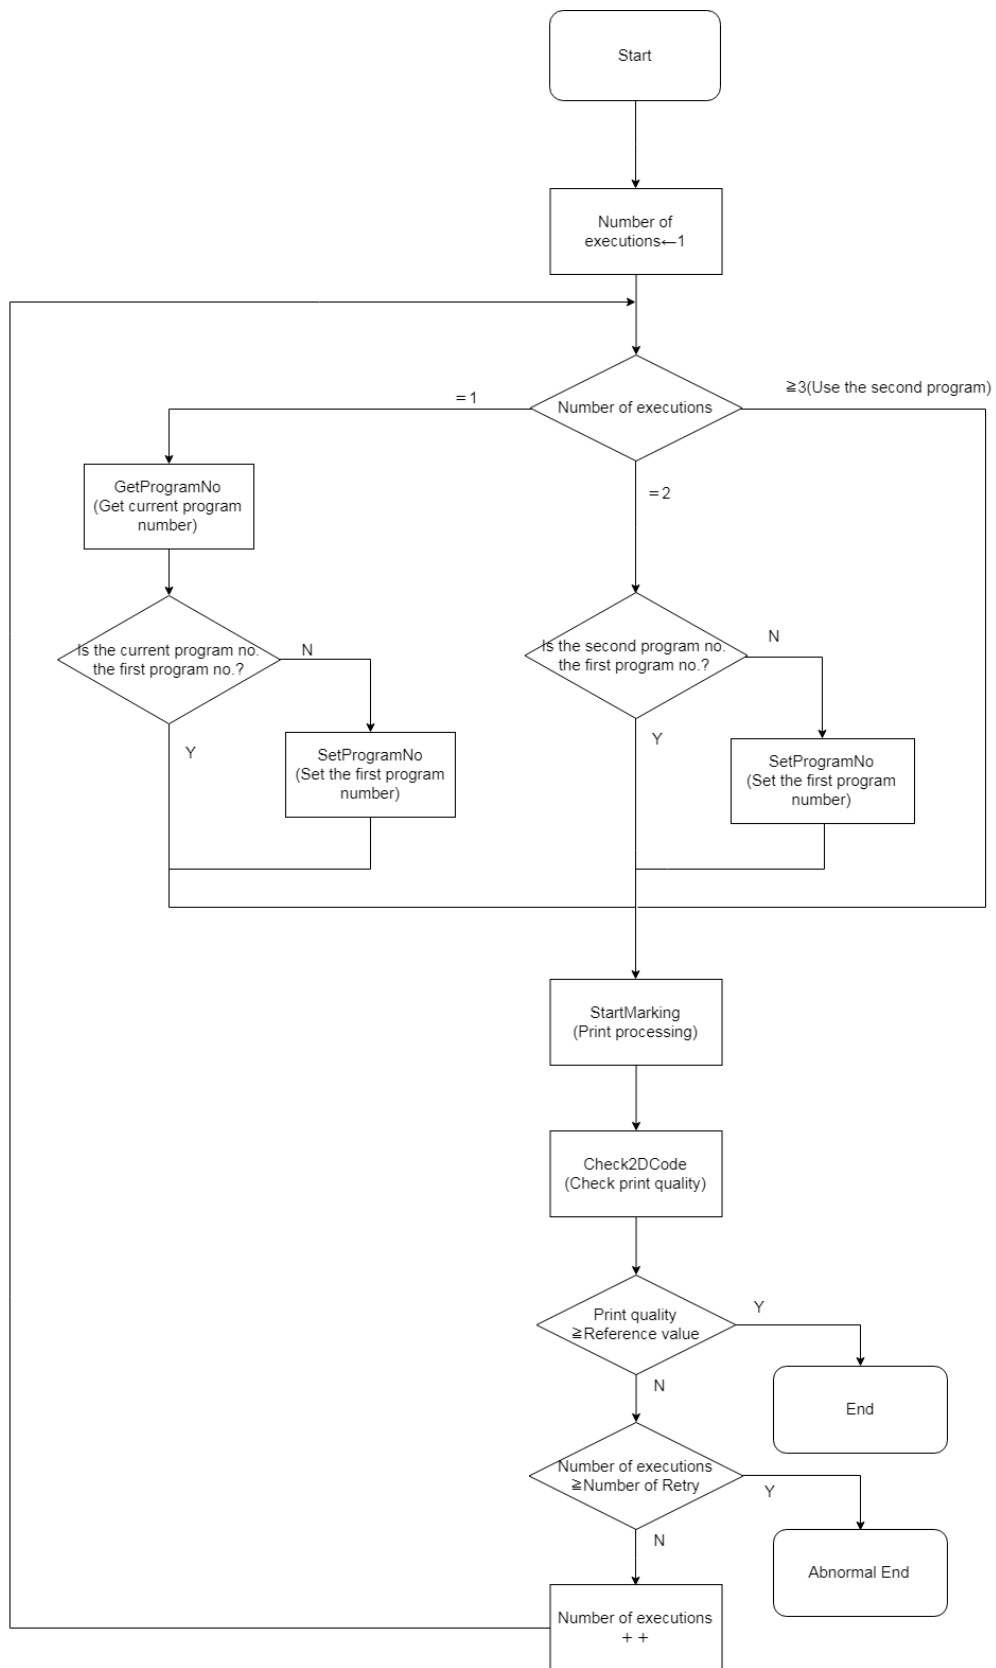 Start
Number of
executions←1
≧3(Use the second program)
=1
Number of executions
=2
GetProgramNo
(Get current program
number)
Is the current program no.
the first program no.?
N
Y
SetProgramNo
(Set the first program
number)
Is the second program no.
the first program no.?
N
Y
SetProgramNo
(Set the first program
number)
StartMarking
(Print processing)
Check2DCode
(Check print quality)
Print quality
≧Reference value
Y
N
End
Number of executions
≧Number of Retry
Y
N
Abnormal End
Number of executions
++